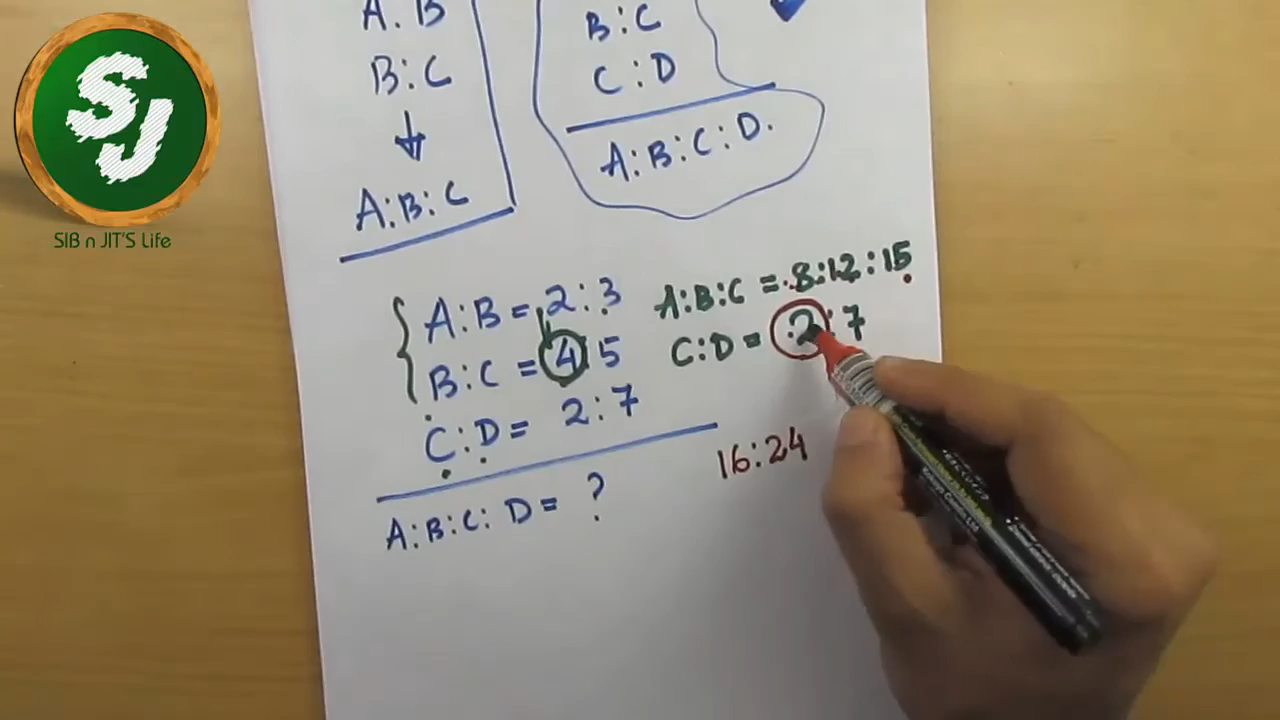 SJ
SIB n JIT'S Life
A:B
B:C
A:B:C
B:C
C:D
A:B:C:D.
A:B = 2:3
B:C = 4:5
C:D = 2:7
A:B:C:D = ?
A:B:C = 8:12:15
C:D = 2:7
16:24